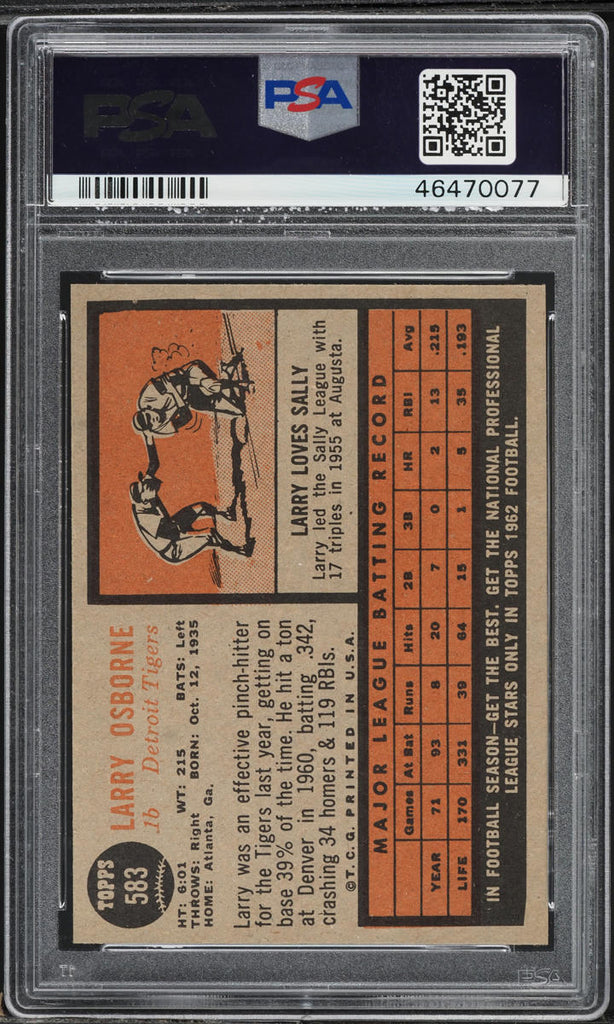 PSA
PSA
46470077
TOPPS
583
LARRY OSBORNE
1b Detroit Tigers
HT: 6:01 WT: 215 BATS: Left
THROWS: Right BORN: Oct. 12, 1935
HOME: Atlanta, Ga.
Larry was an effective pinch-hitter
for the Tigers last year, getting on
base 39% of the time. He hit a ton
at Denver in 1960, batting .342,
crashing 34 homers & 119 RBIs.
©T.C.G. PRINTED IN U.S.A.
LARRY LOVES SALLY
Larry led the Sally League with
17 triples in 1955 at Augusta.
MAJOR LEAGUE BATTING RECORD
Games At Bat Runs Hits 2B 3B HR RBI Avg
YEAR 71 93 8 20 7 0 2 13 .215
LIFE 170 331 39 64 15 1 5 35 .193
IN FOOTBALL SEASON—GET THE BEST. GET THE NATIONAL PROFESSIONAL
LEAGUE STARS ONLY IN TOPPS 1962 FOOTBALL.
PSA